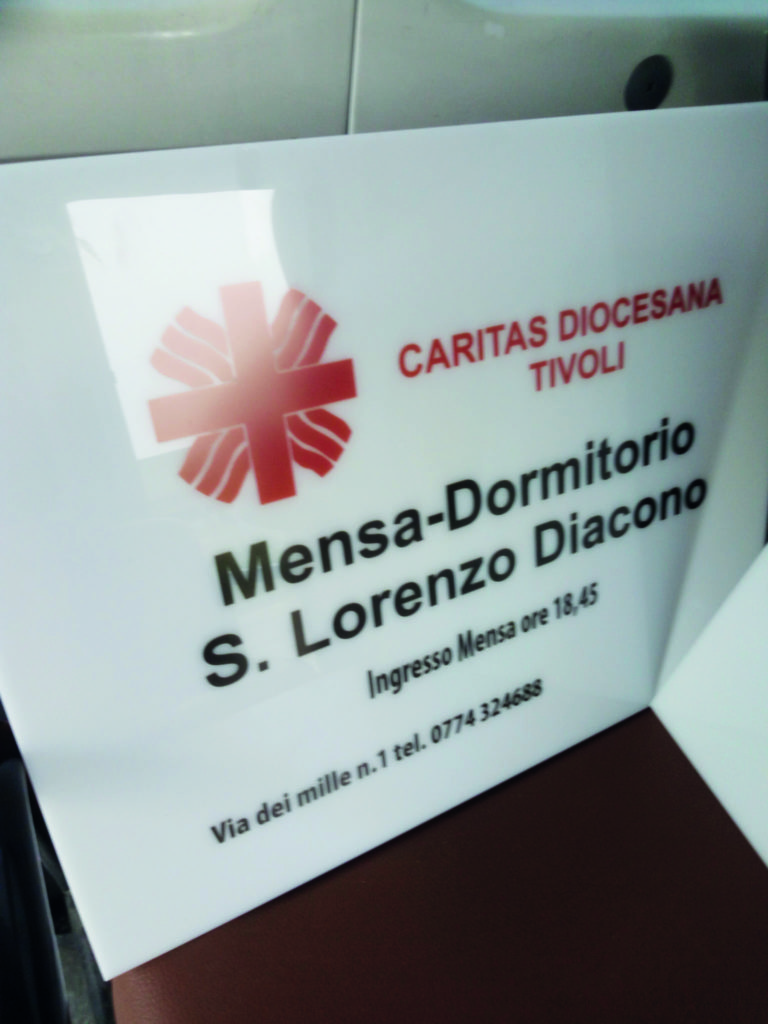 CARITAS DIOCESANA
TIVOLI
Mensa-Dormitorio
S. Lorenzo Diacono
Ingresso Mensa ore 18,45
Via dei mille n.1 tel. 0774 324688